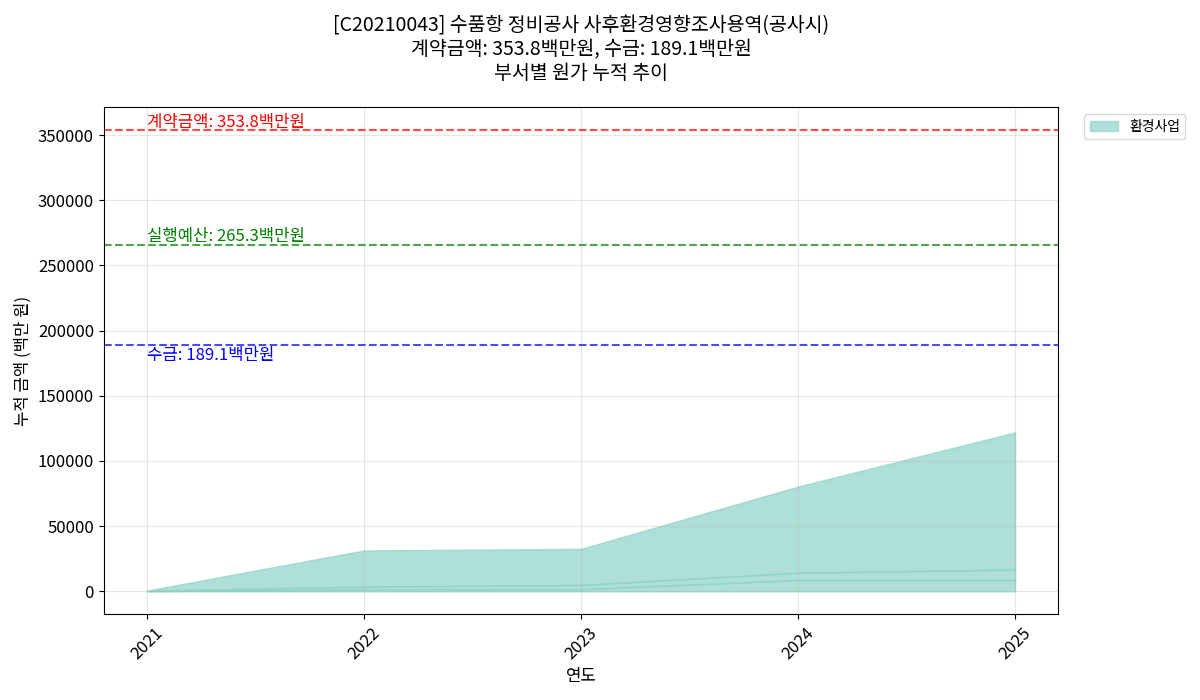 [C20210043] 수품항 정비공사 사후환경영향조사용역(공사시)
계약금액: 353.8백만원, 수금: 189.1백만원
부서별 원가 누적 추이
계약금액: 353.8백만원
환경사업
350000
300000
실행예산: 265.3백만원
250000
200000
수금: 189.1백만원
150000
100000
50000
0
누적 금액 (백만 원)
2021
2022
2023
2024
2025
연도